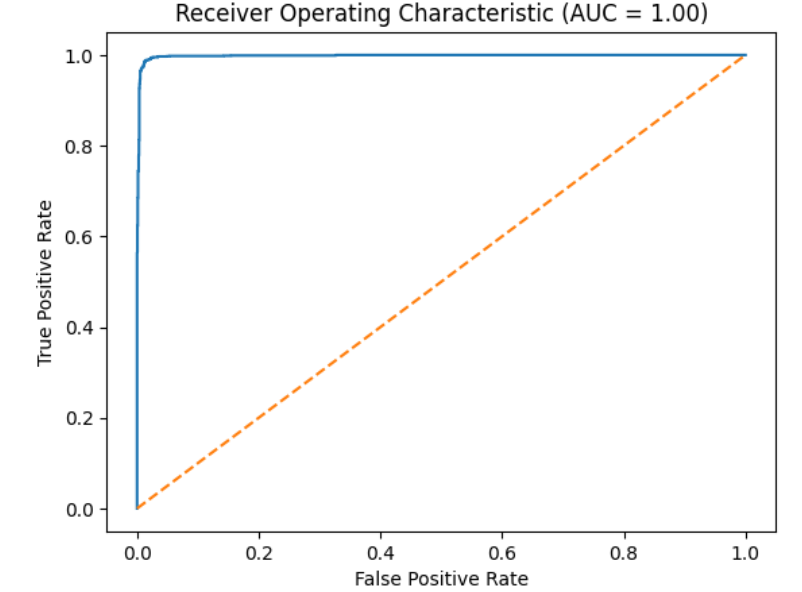 Receiver Operating Characteristic (AUC = 1.00)
1.0
0.8
0.6
0.4
0.2
0.0
True Positive Rate
0.0 0.2 0.4 0.6 0.8 1.0
False Positive Rate